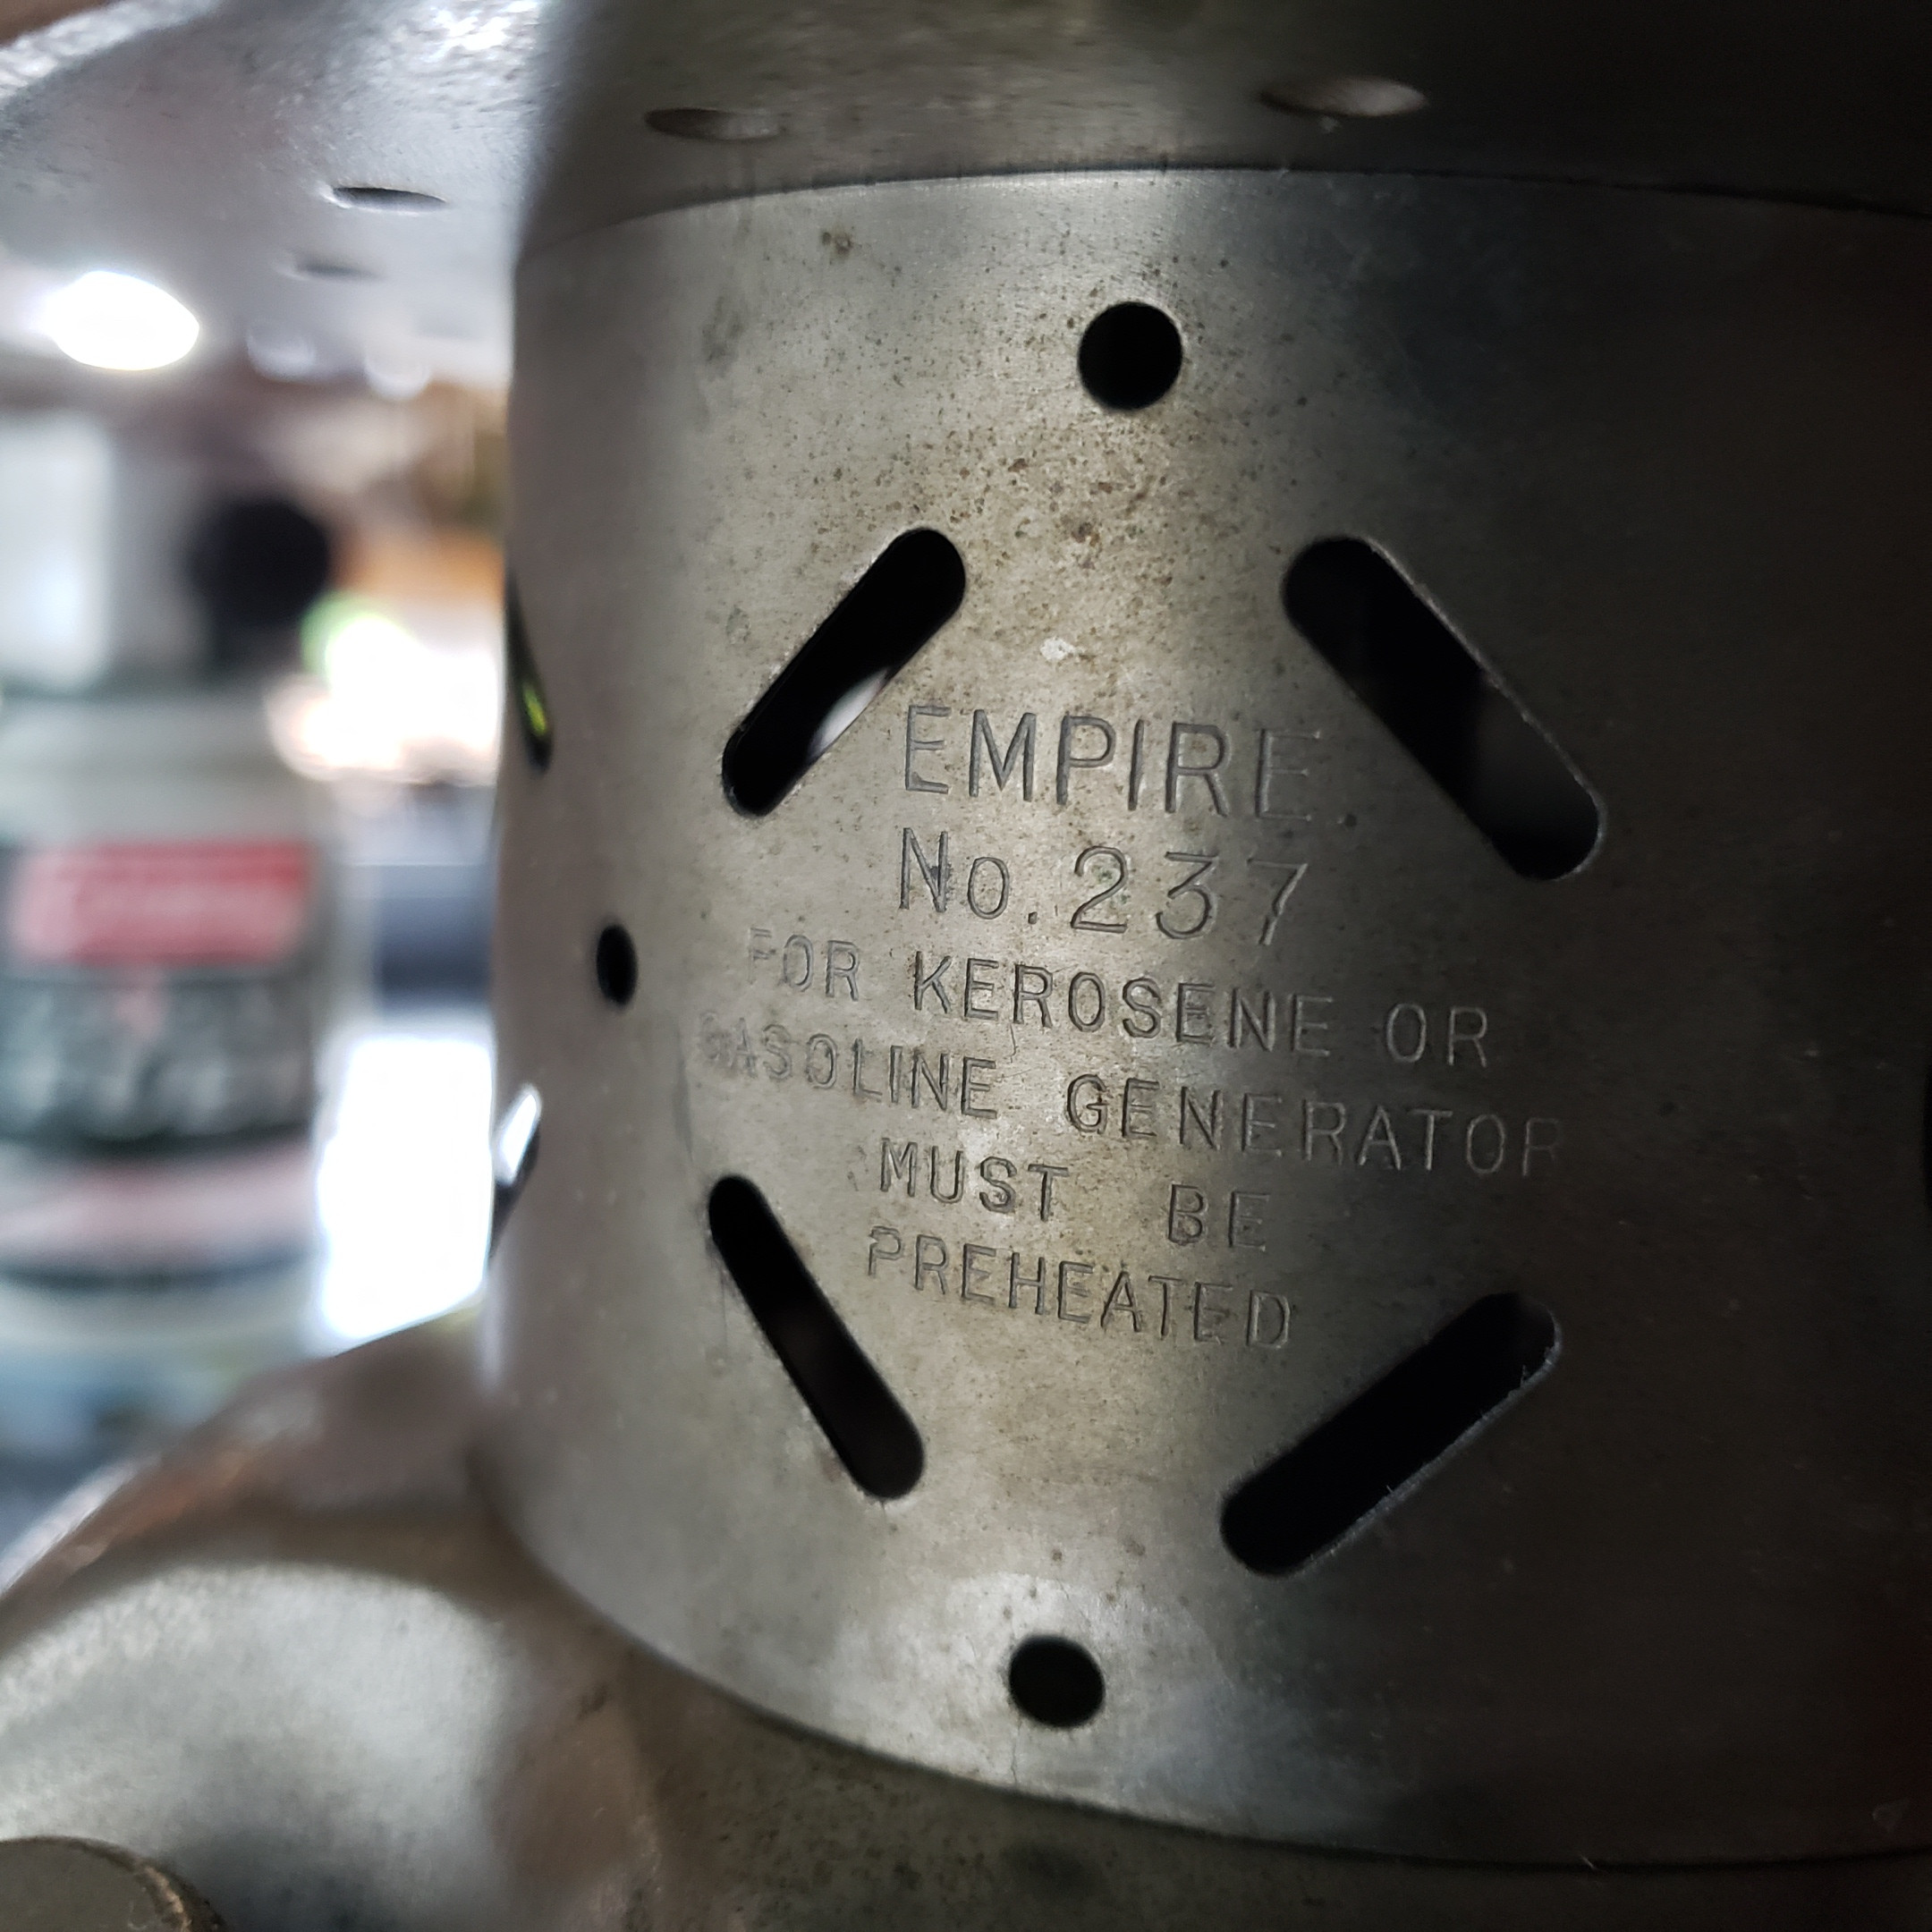 EMPIRE.
No. 237
FOR KEROSENE OR
GASOLINE GENERATOR
MUST BE
PREHEATED